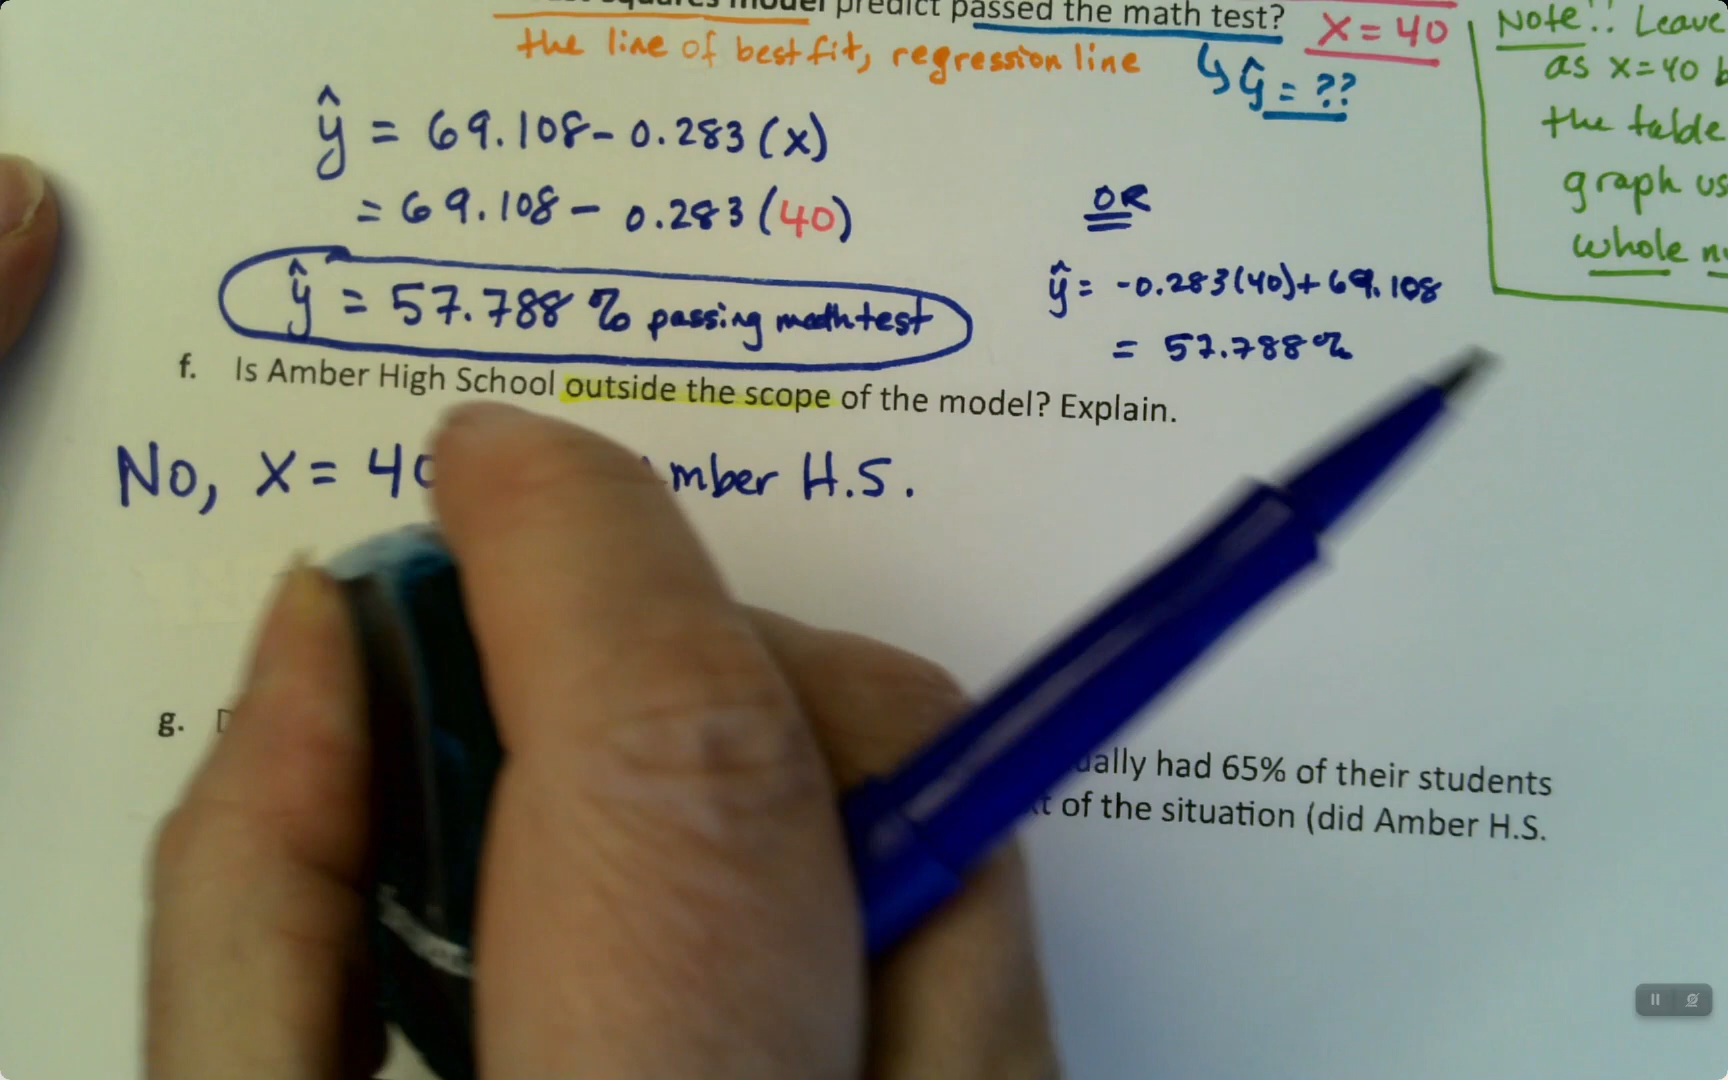 squares model predict passed the math test?
x = 40
Note!! Leave
the line of best fit, regression line
ŷ = ??
as x=40 b
ŷ = 69.108 - 0.283 (x)
the table
= 69.108 - 0.283 (40)
OR
graph us
whole
ŷ = 57.788 % passing math test
ŷ = -0.283(40) + 69.108
= 57.788%
f. Is Amber High School outside the scope of the model? Explain.
No, x = 40 mber H.S.
g. ually had 65% of their students
of the situation (did Amber H.S.